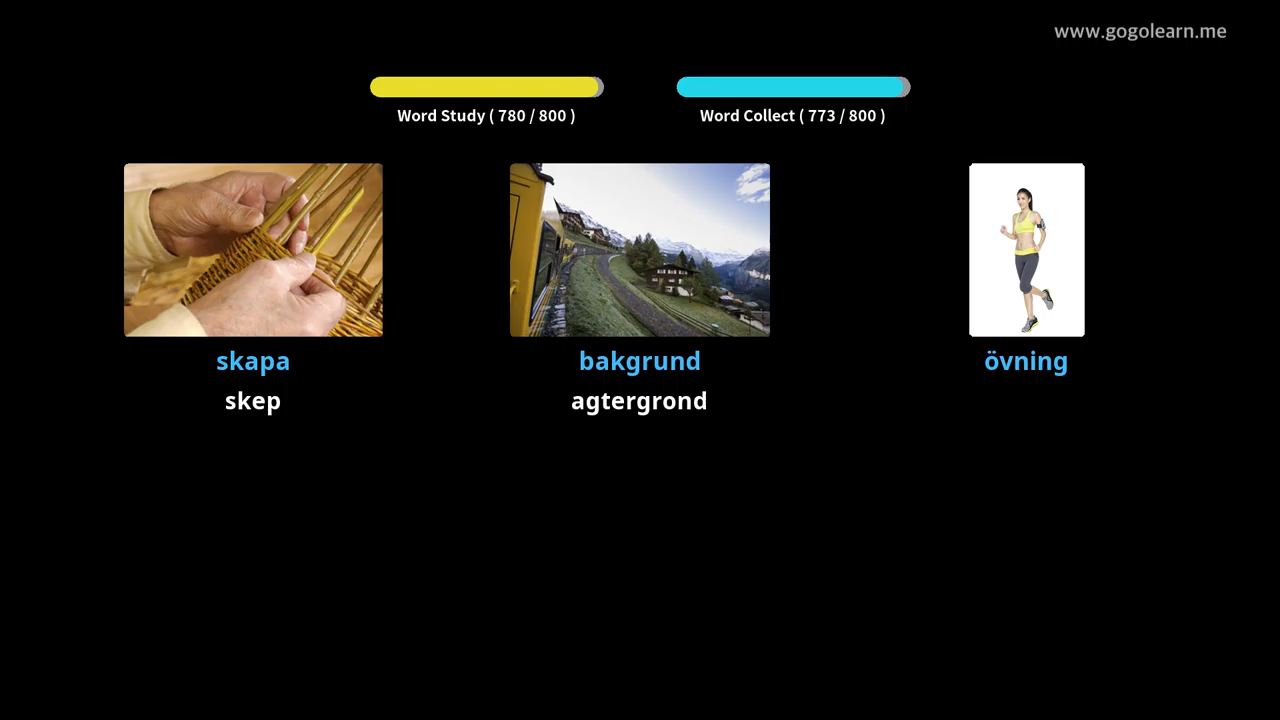 www.gogolearn.me
Word Study ( 780 / 800 )
Word Collect ( 773 / 800 )
skapa
bakgrund
övning
skep
agtergrond